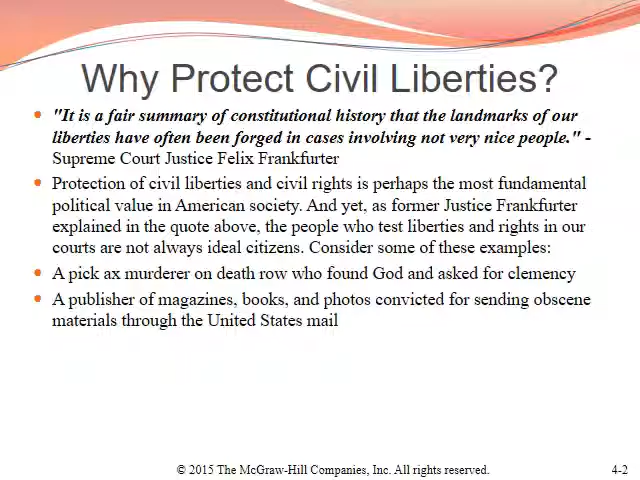 Why Protect Civil Liberties?
"It is a fair summary of constitutional history that the landmarks of our
liberties have often been forged in cases involving not very nice people." -
Supreme Court Justice Felix Frankfurter
Protection of civil liberties and civil rights is perhaps the most fundamental
political value in American society. And yet, as former Justice Frankfurter
explained in the quote above, the people who test liberties and rights in our
courts are not always ideal citizens. Consider some of these examples:
A pick ax murderer on death row who found God and asked for clemency
A publisher of magazines, books, and photos convicted for sending obscene
materials through the United States mail
© 2015 The McGraw-Hill Companies, Inc. All rights reserved.
4-2